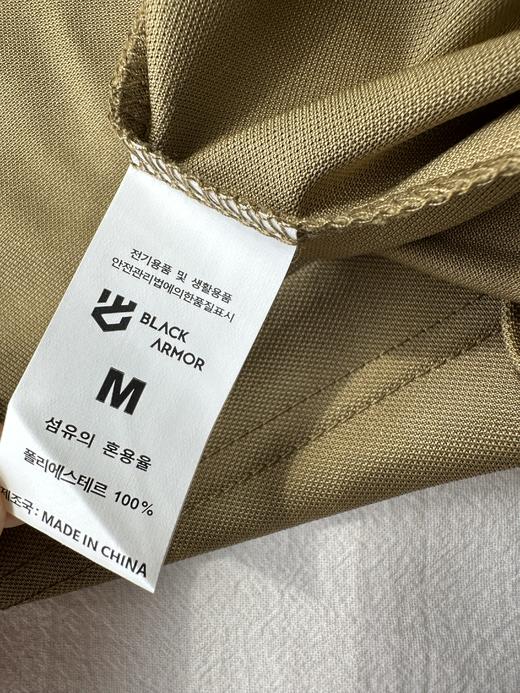 전기용품 및 생활용품
안전관리법에의한품질표시
BLACK
ARMOR
M
섬유의 혼용율
폴리에스테르 100%
제조국: MADE IN CHINA